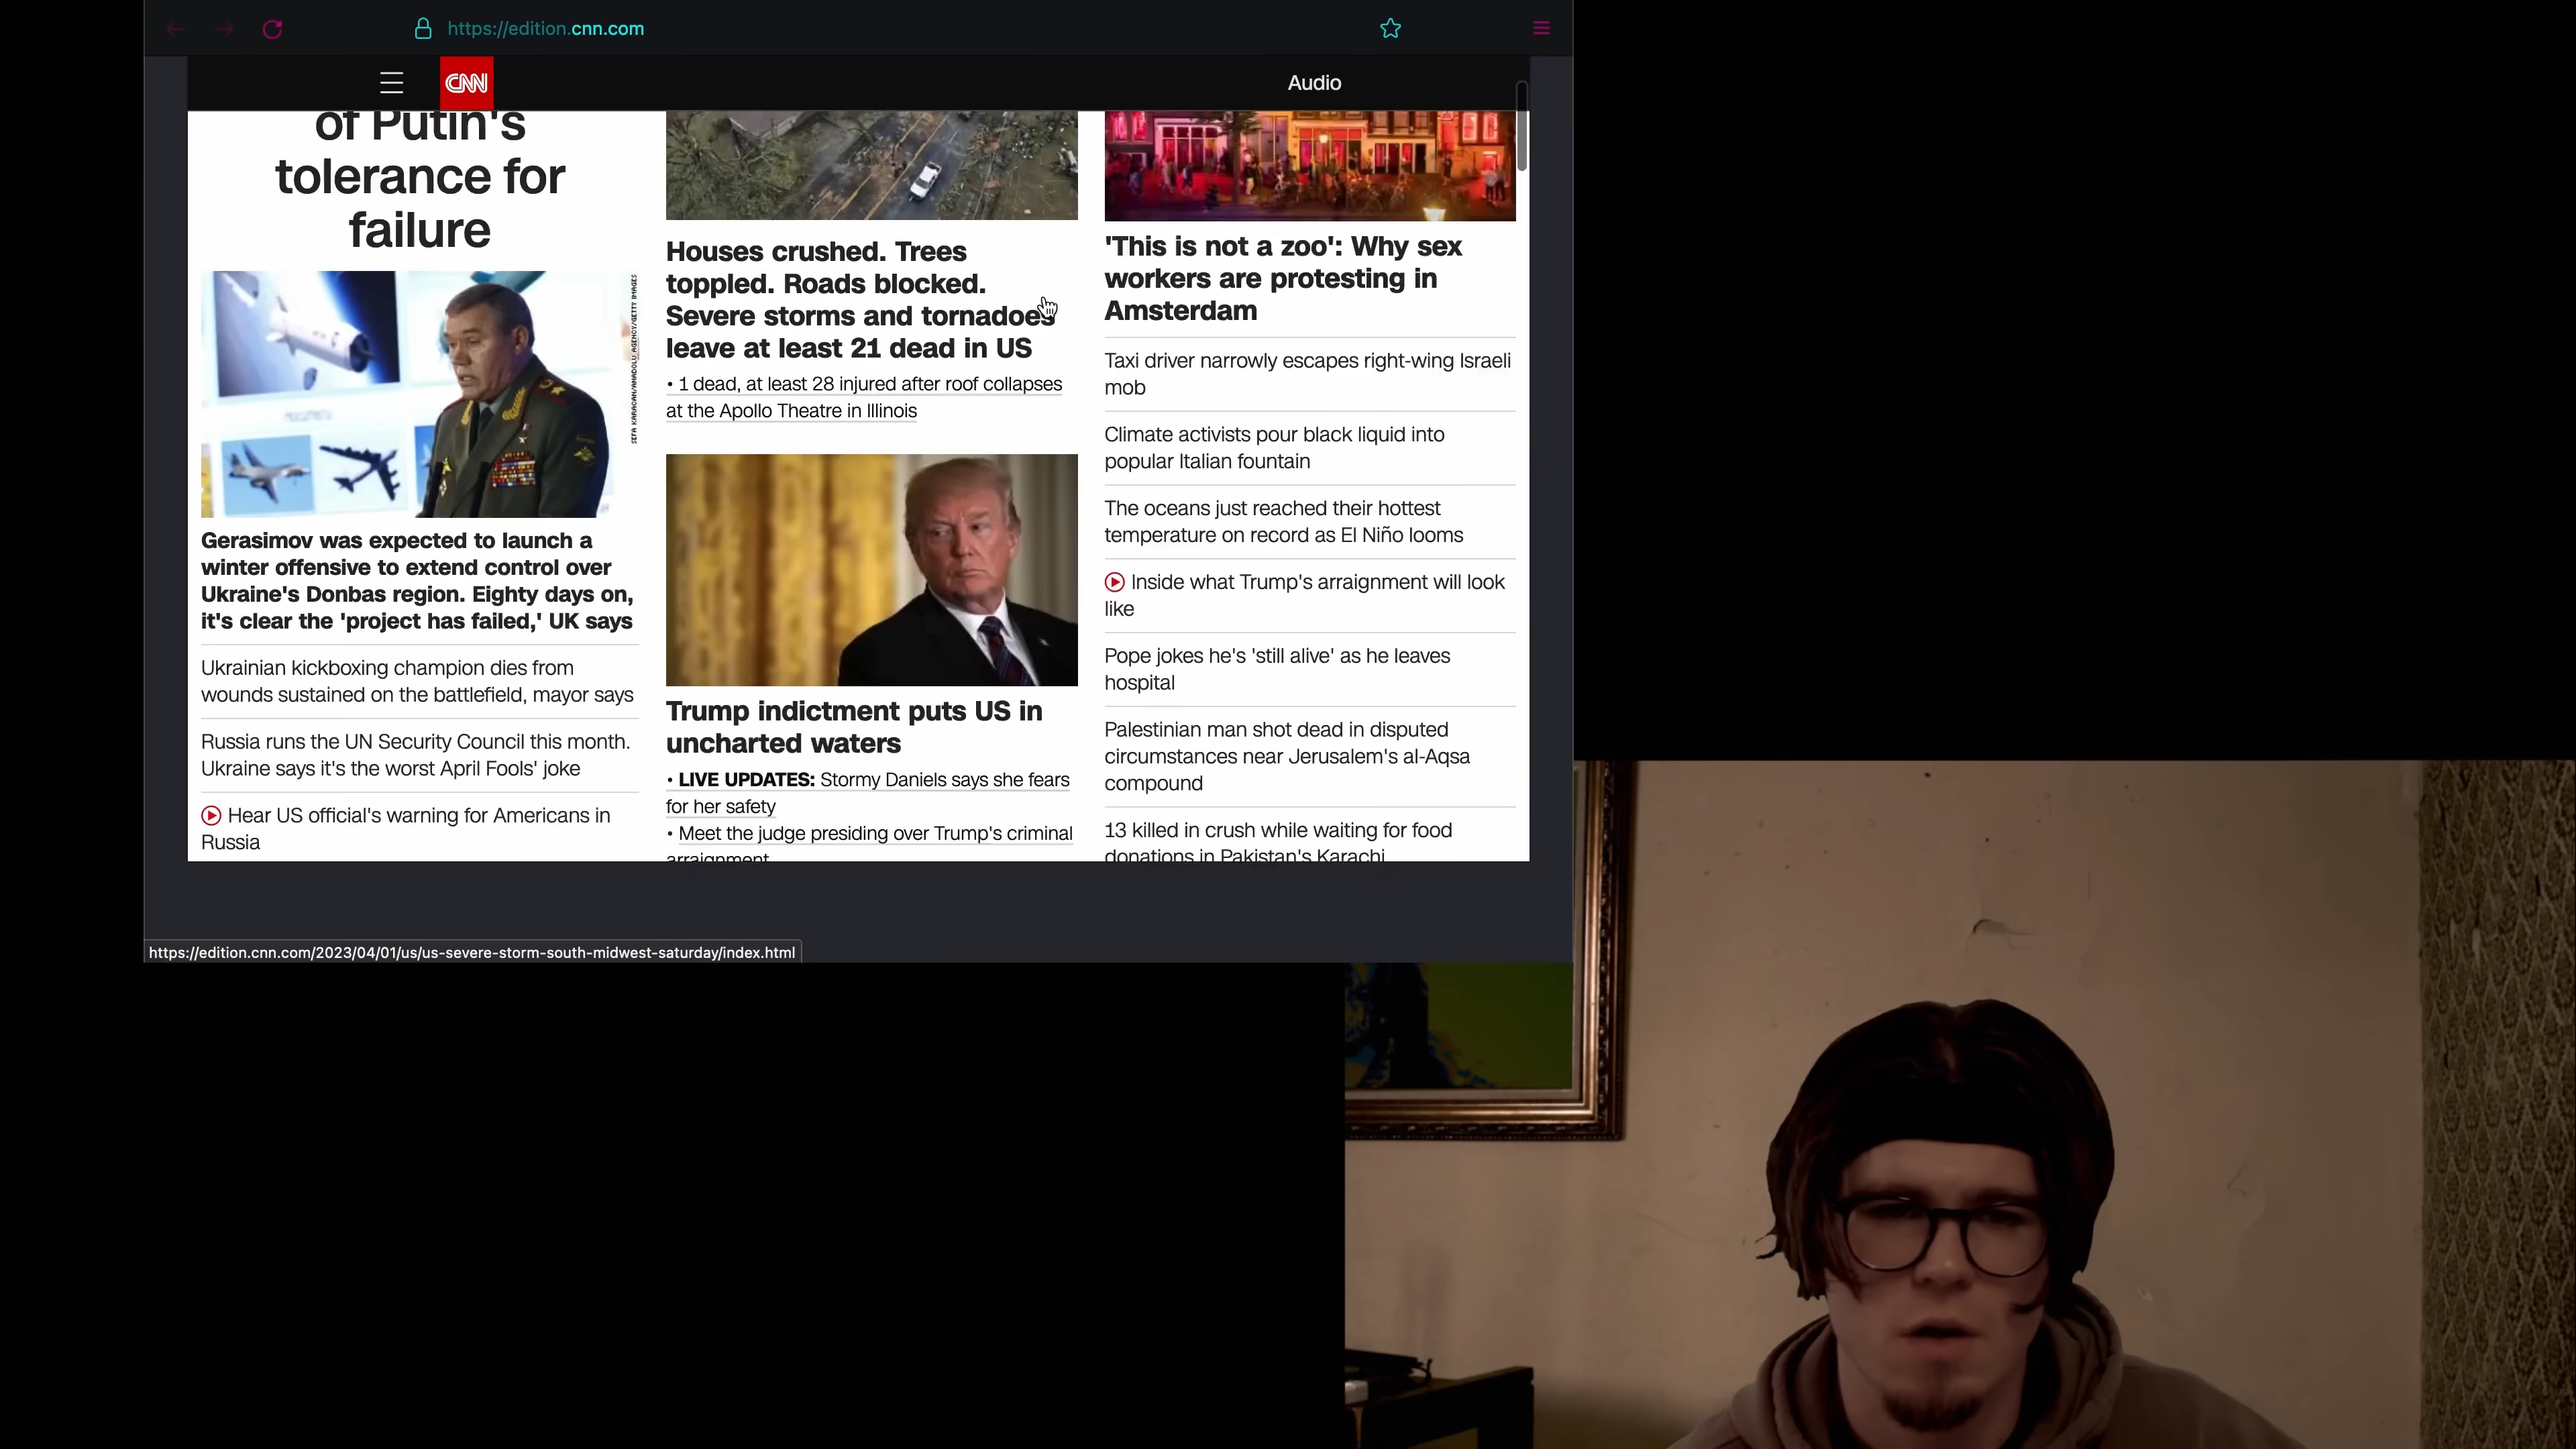 https://edition.cnn.com
CNN
Audio
of Putin's
tolerance for
failure
SEFA KARACAN/ANADOLU AGENCY/GETTY IMAGES
Gerasimov was expected to launch a
winter offensive to extend control over
Ukraine's Donbas region. Eighty days on,
it's clear the 'project has failed,' UK says
Ukrainian kickboxing champion dies from
wounds sustained on the battlefield, mayor says
Russia runs the UN Security Council this month.
Ukraine says it's the worst April Fools' joke
Hear US official's warning for Americans in
Russia
Houses crushed. Trees
toppled. Roads blocked.
Severe storms and tornadoes
leave at least 21 dead in US
• 1 dead, at least 28 injured after roof collapses
at the Apollo Theatre in Illinois
Trump indictment puts US in
uncharted waters
• LIVE UPDATES: Stormy Daniels says she fears
for her safety
• Meet the judge presiding over Trump's criminal
arraignment
'This is not a zoo': Why sex
workers are protesting in
Amsterdam
Taxi driver narrowly escapes right-wing Israeli
mob
Climate activists pour black liquid into
popular Italian fountain
The oceans just reached their hottest
temperature on record as El Niño looms
Inside what Trump's arraignment will look
like
Pope jokes he's 'still alive' as he leaves
hospital
Palestinian man shot dead in disputed
circumstances near Jerusalem's al-Aqsa
compound
13 killed in crush while waiting for food
donations in Pakistan's Karachi
https://edition.cnn.com/2023/04/01/us/us-severe-storm-south-midwest-saturday/index.html